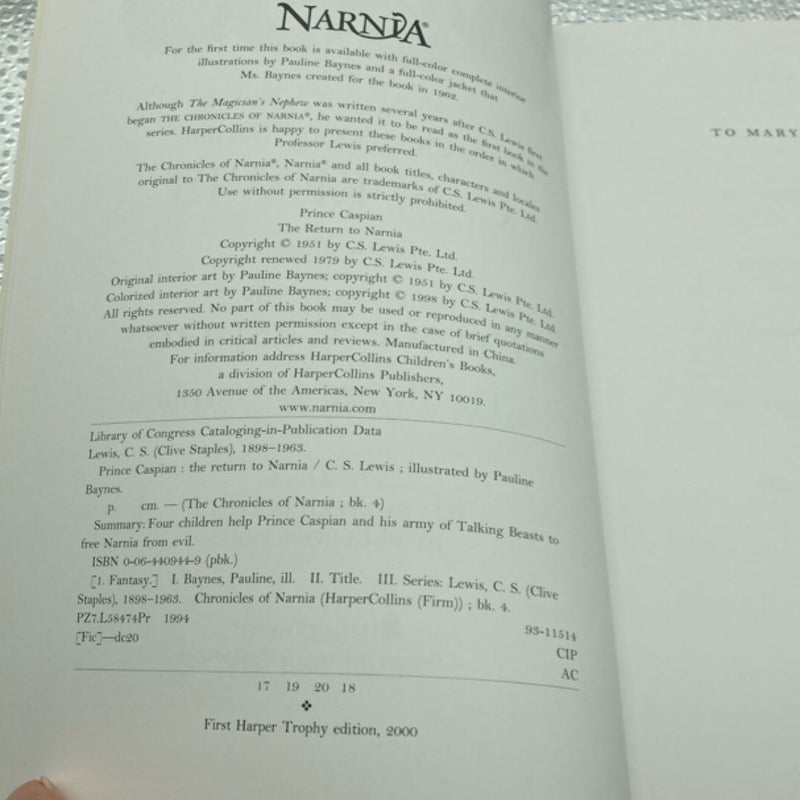 NARNIA®
For the first time this book is available with full-color complete interior
illustrations by Pauline Baynes and a full-color jacket that
Ms. Baynes created for the book in 1962.
Although The Magician's Nephew was written several years after C.S. Lewis first
began THE CHRONICLES OF NARNIA®, he wanted it to be read as the first book in the
series. HarperCollins is happy to present these books in the order in which
Professor Lewis preferred.
The Chronicles of Narnia®, Narnia® and all book titles, characters and locales
original to The Chronicles of Narnia are trademarks of C.S. Lewis Pte. Ltd.
Use without permission is strictly prohibited.
Prince Caspian
The Return to Narnia
Copyright © 1951 by C.S. Lewis Pte. Ltd.
Copyright renewed 1979 by C.S. Lewis Pte. Ltd.
Original interior art by Pauline Baynes; copyright © 1951 by C.S. Lewis Pte. Ltd.
Colorized interior art by Pauline Baynes; copyright © 1998 by C.S. Lewis Pte. Ltd.
All rights reserved. No part of this book may be used or reproduced in any manner
whatsoever without written permission except in the case of brief quotations
embodied in critical articles and reviews. Manufactured in China.
For information address HarperCollins Children's Books,
a division of HarperCollins Publishers,
1350 Avenue of the Americas, New York, NY 10019.
www.narnia.com
Library of Congress Cataloging-in-Publication Data
Lewis, C. S. (Clive Staples), 1898–1963.
Prince Caspian : the return to Narnia / C. S. Lewis ; illustrated by Pauline
Baynes.
p. cm. — (The Chronicles of Narnia ; bk. 4)
Summary: Four children help Prince Caspian and his army of Talking Beasts to
free Narnia from evil.
ISBN 0-06-440944-9 (pbk.)
[1. Fantasy.] I. Baynes, Pauline, ill. II. Title. III. Series: Lewis, C. S. (Clive
Staples), 1898–1963. Chronicles of Narnia (HarperCollins (Firm)) ; bk. 4.
PZ7.L58474Pr 1994
93-11514
[Fic]—dc20
CIP
AC
17 19 20 18
❖
First Harper Trophy edition, 2000
TO MARY